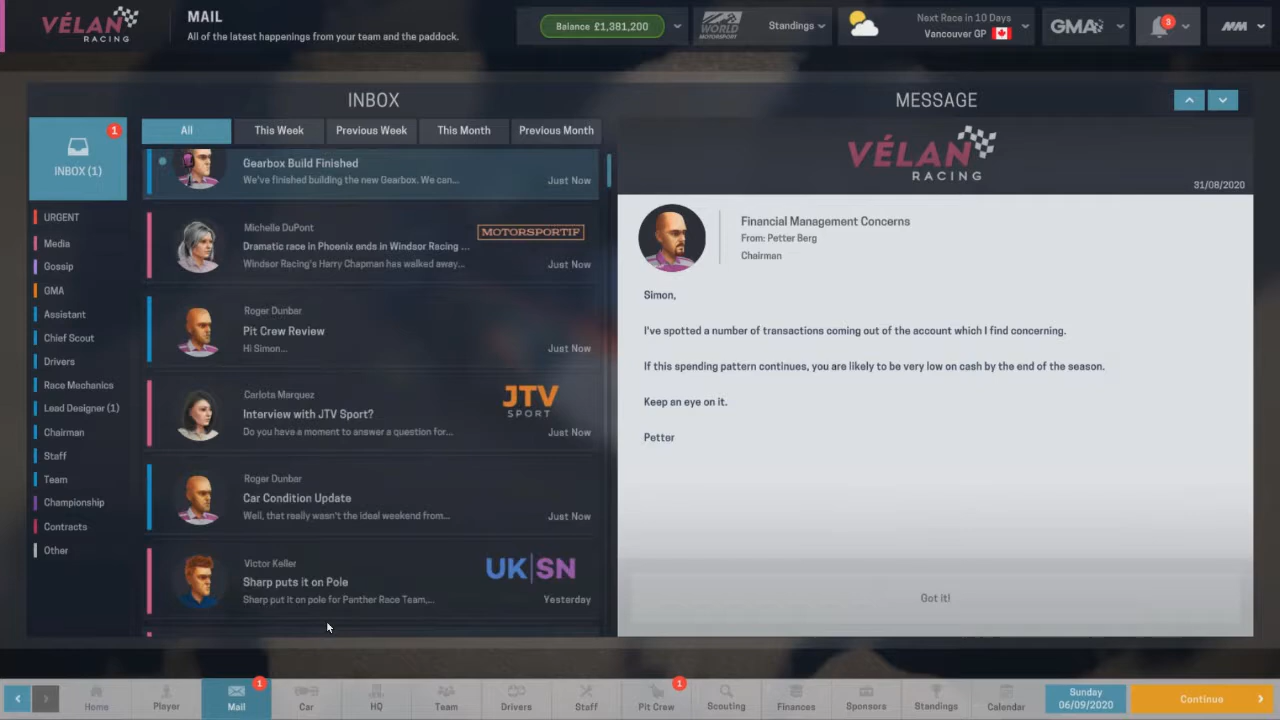 VÉLAN
RACING
MAIL
All of the latest happenings from your team and the paddock.
Balance £1,381,200
WORLD
MOTORSPORT
Standings
Next Race in 10 Days
Vancouver GP
GMA
3
INBOX
MESSAGE
1
INBOX (1)
All
This Week
Previous Week
This Month
Previous Month
URGENT
Media
Gossip
GMA
Assistant
Chief Scout
Drivers
Race Mechanics
Lead Designer (1)
Chairman
Staff
Team
Championship
Contracts
Other
Gearbox Build Finished
We've finished building the new Gearbox. We can...
Just Now
Michelle DuPont
MOTORSPORTIF
Dramatic race in Phoenix ends in Windsor Racing ...
Windsor Racing's Harry Chapman has walked away...
Just Now
Roger Dunbar
Pit Crew Review
Hi Simon...
Just Now
Carlota Marquez
JTV
SPORT
Interview with JTV Sport?
Do you have a moment to answer a question for...
Just Now
Roger Dunbar
Car Condition Update
Well, that really wasn't the ideal weekend from...
Just Now
Victor Keller
UK|SN
Sharp puts it on Pole
Sharp put it on pole for Panther Race Team,...
Yesterday
VÉLAN
RACING
31/08/2020
Financial Management Concerns
From: Petter Berg
Chairman
Simon,
I've spotted a number of transactions coming out of the account which I find concerning.
If this spending pattern continues, you are likely to be very low on cash by the end of the season.
Keep an eye on it.
Petter
Got it!
Home
Player
Mail
1
Car
HQ
Team
Drivers
Staff
Pit Crew
1
Scouting
Finances
Sponsors
Standings
Calendar
Sunday
06/09/2020
Continue